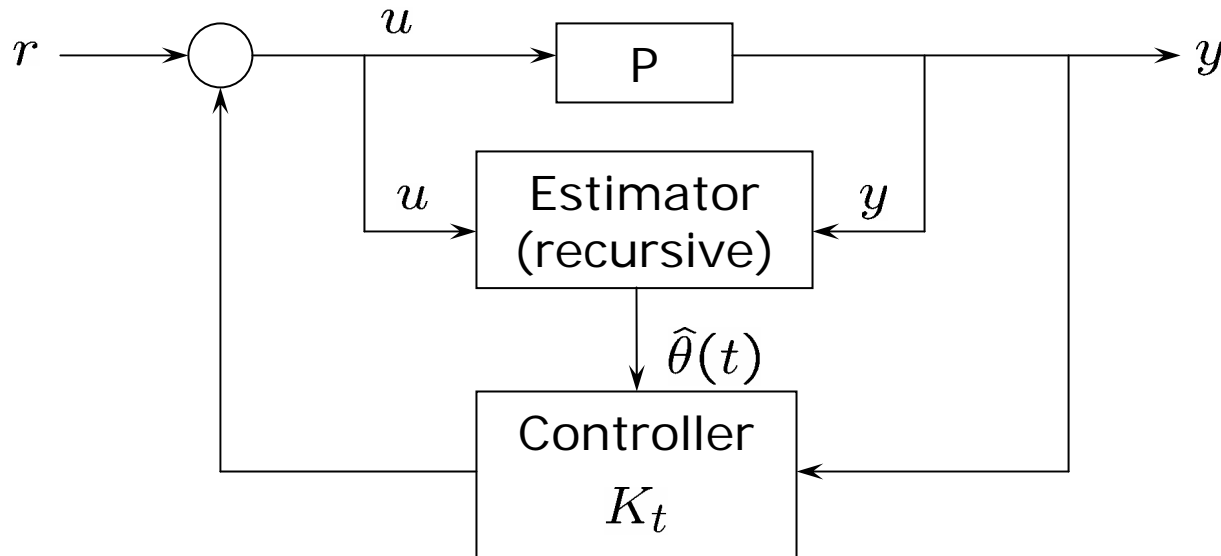 u
r
P
y
Estimator
(recursive)
u
y
θ̂(t)
Controller
K_t